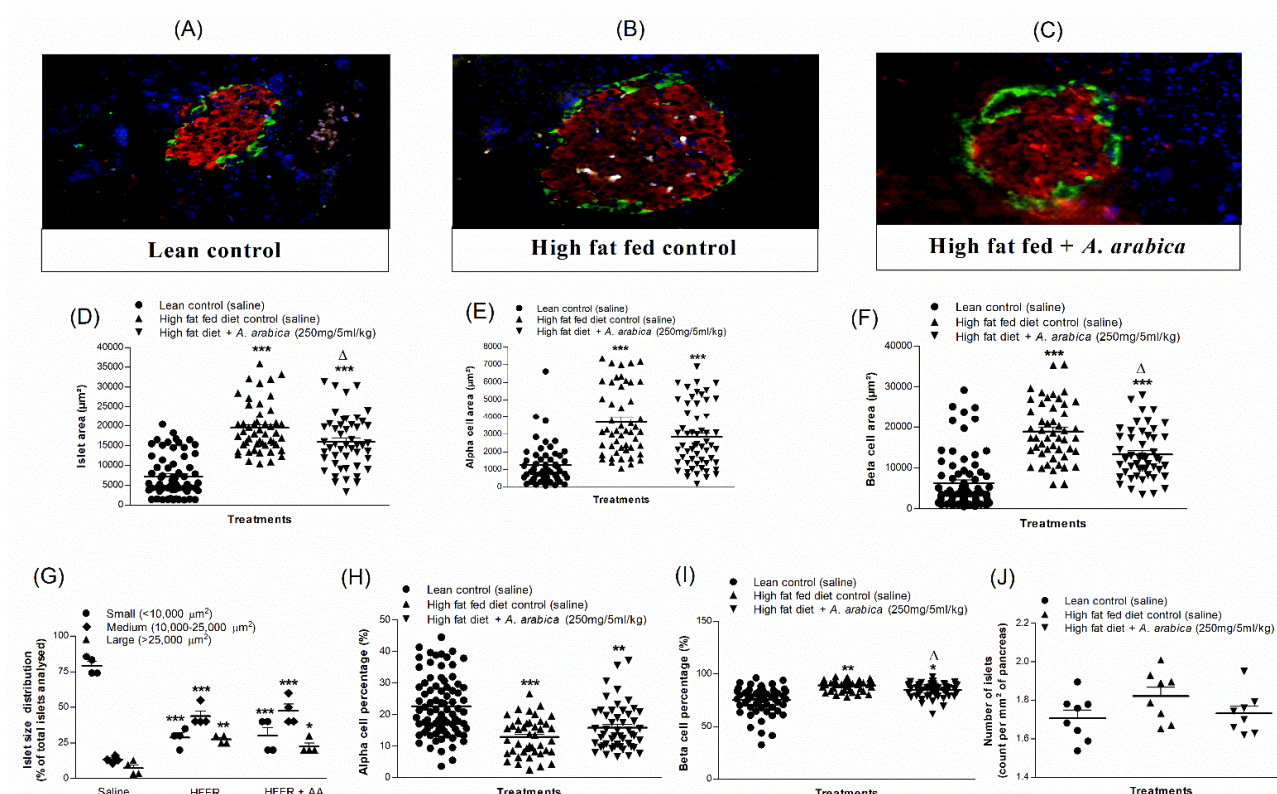 (A)
(B)
(C)
Lean control
High fat fed control
High fat fed + A. arabica
(D)
Lean control (saline)
High fat fed diet control (saline)
High fat diet + A. arabica (250mg/5ml/kg)
Islet area (µm²)
40000
35000
30000
25000
20000
15000
10000
5000
0
***
Δ
***
Treatments
(E)
Lean control (saline)
High fat fed diet control (saline)
High fat diet + A. arabica (250mg/5ml/kg)
Alpha cell area (µm²)
8000
7000
6000
5000
4000
3000
2000
1000
0
***
***
Treatments
(F)
Lean control (saline)
High fat fed diet control (saline)
High fat diet + A. arabica (250mg/5ml/kg)
Beta cell area (µm²)
40000
30000
20000
10000
0
***
Δ
***
Treatments
(G)
Small (<10,000 µm²)
Medium (10,000-25,000 µm²)
Large (>25,000 µm²)
Islet size distribution
(% of total islets analysed)
100
75
50
25
0
***
***
**
***
***
*
Saline
HFFR
HFFR + AA
(H)
Lean control (saline)
High fat fed diet control (saline)
High fat diet + A. arabica (250mg/5ml/kg)
Alpha cell percentage (%)
50
40
30
20
10
0
***
**
Treatments
(I)
Lean control (saline)
High fat fed diet control (saline)
High fat diet + A. arabica (250mg/5ml/kg)
Beta cell percentage (%)
150
100
50
0
**
Δ
*
Treatments
(J)
Lean control (saline)
High fat fed diet control (saline)
High fat diet + A. arabica (250mg/5ml/kg)
Number of islets
(count per mm² of pancreas)
2.2
2.0
1.8
1.6
1.4
Treatments